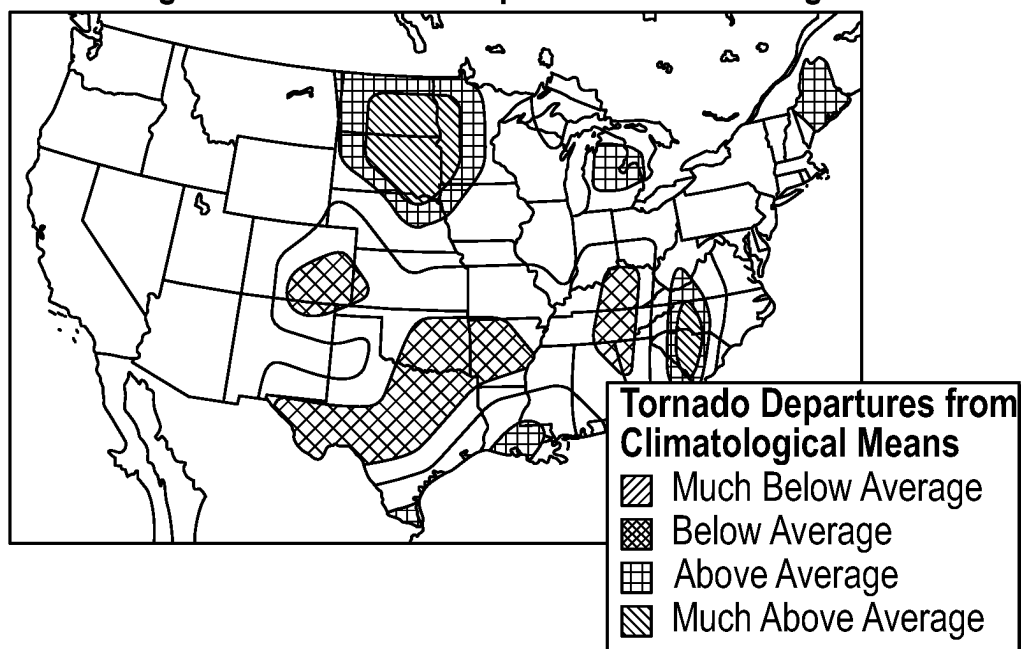 Tornado Departures from
Climatological Means
Much Below Average
Below Average
Above Average
Much Above Average